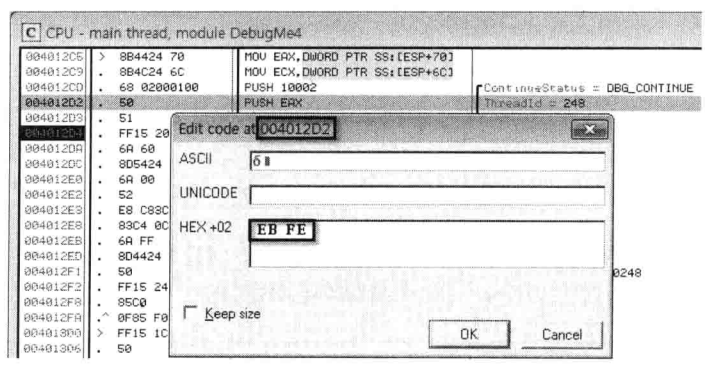 C CPU - main thread, module DebugMe4
004012C5 > 8B4424 70 MOV EAX,DWORD PTR SS:[ESP+70]
004012C9 . 8B4C24 6C MOV ECX,DWORD PTR SS:[ESP+6C]
004012CD . 68 02000100 PUSH 10002 ContinueStatus = DBG_CONTINUE
004012D2 . 50 PUSH EAX ThreadId = 248
004012D3 . 51
004012D4 . FF15 20
004012DA . 6A 60
004012DC . 8D5424
004012E0 . 6A 00
004012E2 . 52
004012E3 . E8 C83C
004012E8 . 83C4 0C
004012EB . 6A FF
004012ED . 8D4424
004012F1 . 50 0248
004012F2 . FF15 24
004012F8 . 85C0
004012FA .^ 0F85 F0
00401300 > FF15 1C
00401306 . 50
Edit code at 004012D2
ASCII δ
UNICODE
HEX +02 EB FE
Keep size
OK Cancel